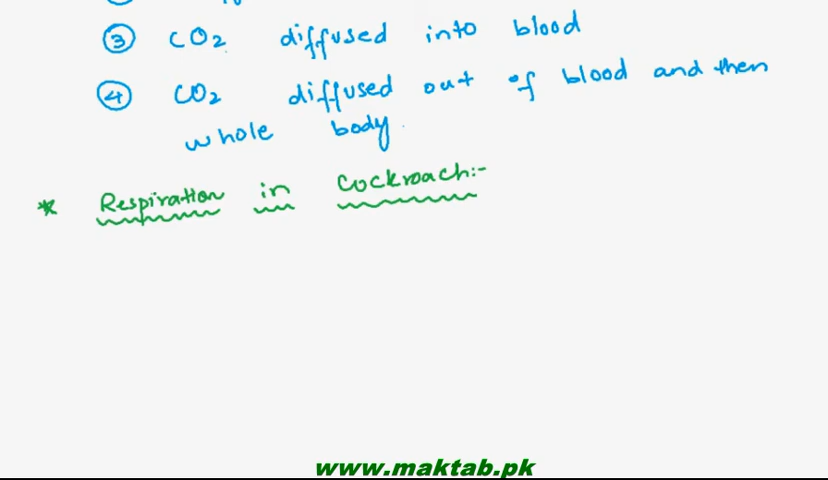 ③ CO2 diffused into blood
④ CO2 diffused out of blood and then
whole body.
* Respiration in Cockroach:-
www.maktab.pk